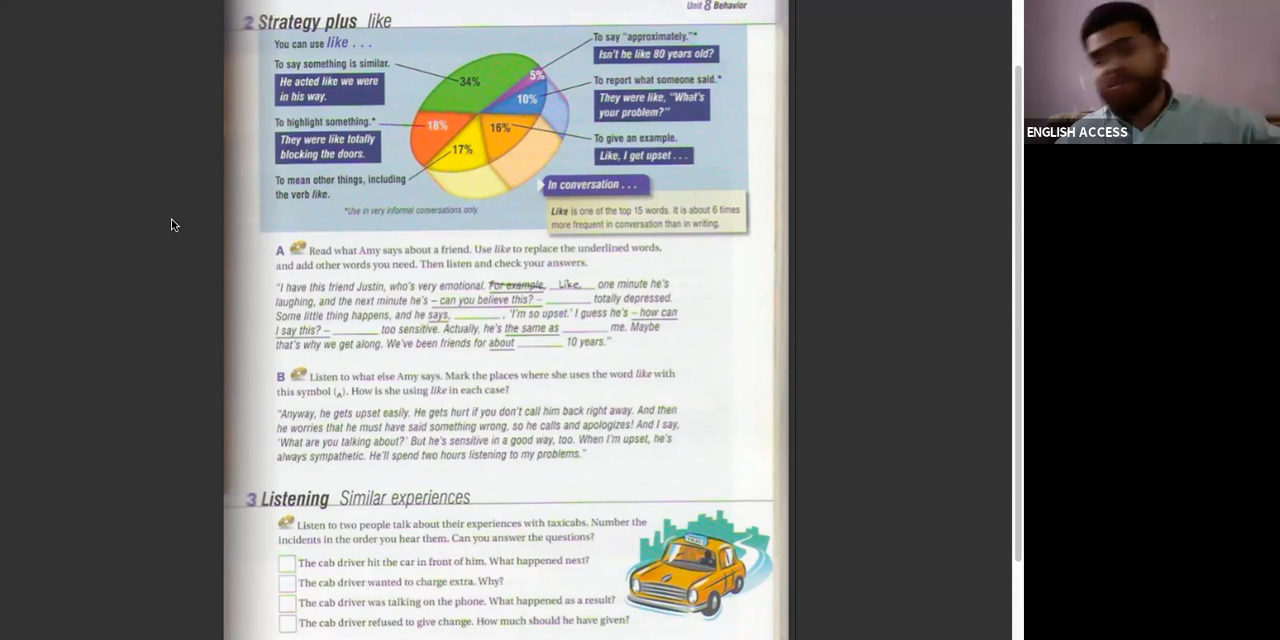 Unit 8 Behavior
2 Strategy plus like
You can use like . . .
To say something is similar.
He acted like we were
in his way.
To highlight something.*
They were like totally
blocking the doors.
To mean other things, including
the verb like.
34%
5%
10%
18%
16%
17%
To say "approximately."*
Isn't he like 80 years old?
To report what someone said.*
They were like, "What's
your problem?"
To give an example.
Like, I get upset . . .
*Use in very informal conversations only.
In conversation . . .
Like is one of the top 15 words. It is about 6 times
more frequent in conversation than in writing.
A Read what Amy says about a friend. Use like to replace the underlined words,
and add other words you need. Then listen and check your answers.
"I have this friend Justin, who's very emotional. For example, Like, one minute he's
laughing, and the next minute he's – can you believe this? – ________ totally depressed.
Some little thing happens, and he says, ________, 'I'm so upset.' I guess he's – how can
I say this? – ________ too sensitive. Actually, he's the same as ________ me. Maybe
that's why we get along. We've been friends for about ________ 10 years."
B Listen to what else Amy says. Mark the places where she uses the word like with
this symbol (^). How is she using like in each case?
"Anyway, he gets upset easily. He gets hurt if you don't call him back right away. And then
he worries that he must have said something wrong, so he calls and apologizes! And I say,
'What are you talking about?' But he's sensitive in a good way, too. When I'm upset, he's
always sympathetic. He'll spend two hours listening to my problems."
3 Listening Similar experiences
Listen to two people talk about their experiences with taxicabs. Number the
incidents in the order you hear them. Can you answer the questions?
The cab driver hit the car in front of him. What happened next?
The cab driver wanted to charge extra. Why?
The cab driver was talking on the phone. What happened as a result?
The cab driver refused to give change. How much should he have given?
TAXI
ENGLISH ACCESS